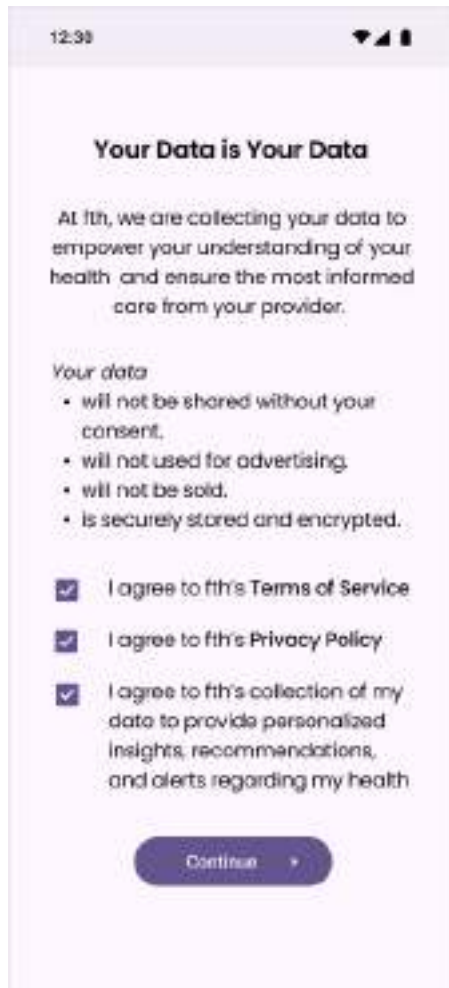 12:30
Your Data is Your Data
At fth, we are collecting your data to
empower your understanding of your
health and ensure the most informed
care from your provider.
Your data
• will not be shared without your
consent.
• will not used for advertising.
• will not be sold.
• is securely stored and encrypted.
I agree to fth's Terms of Service
I agree to fth's Privacy Policy
I agree to fth's collection of my
data to provide personalized
insights, recommendations,
and alerts regarding my health
Continue